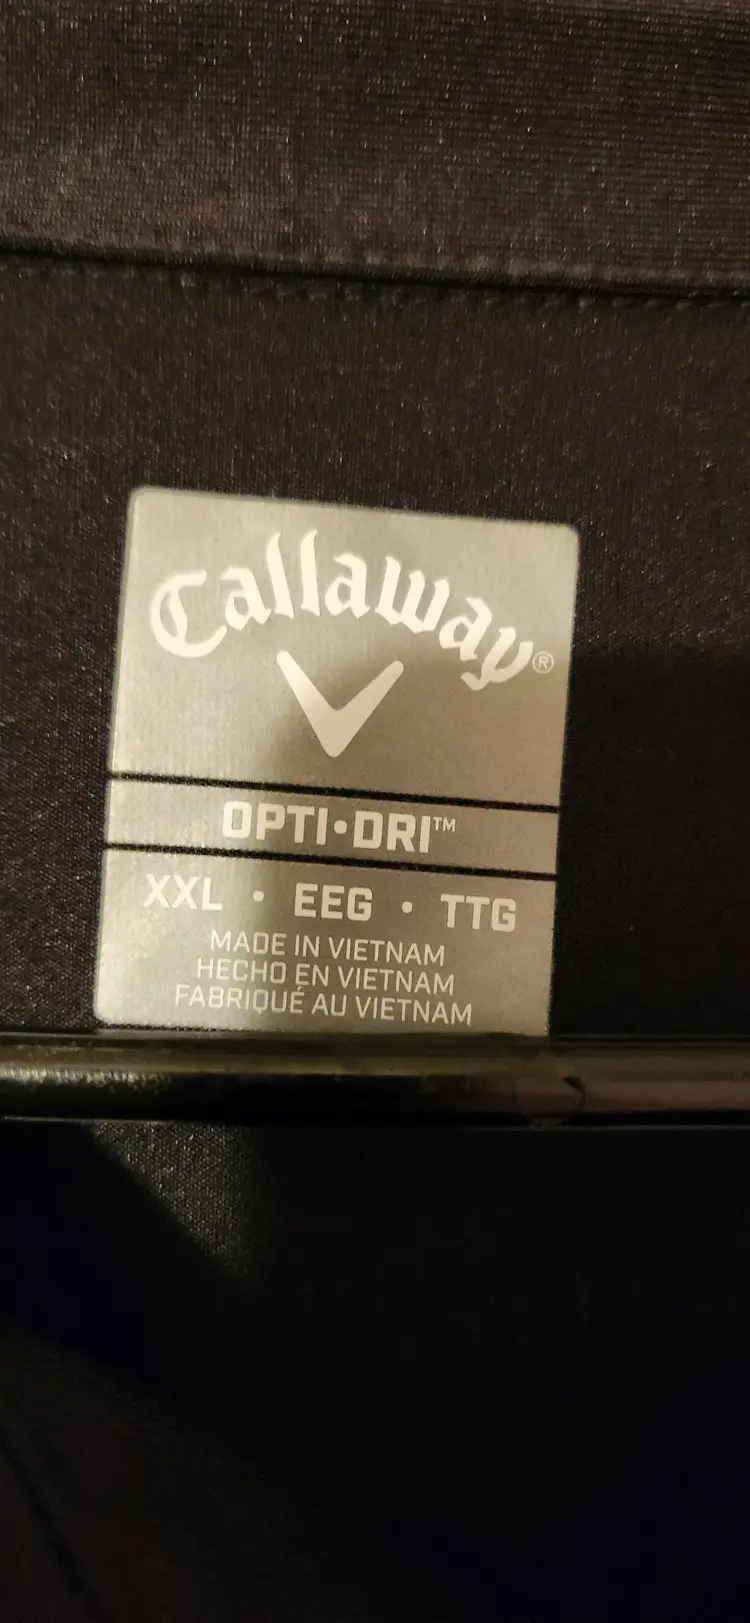 Callaway®
OPTI•DRI™
XXL • EEG • TTG
MADE IN VIETNAM
HECHO EN VIETNAM
FABRIQUÉ AU VIETNAM